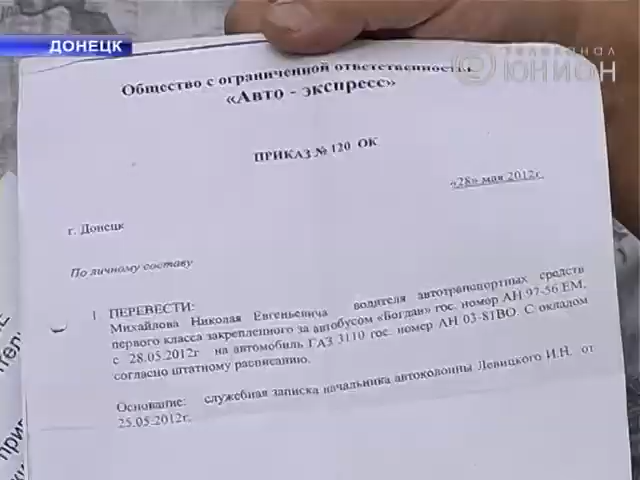 ДОНЕЦК
телеканал
ЮНИОН
Общество с ограниченной ответственностью
«Авто - экспресс»
ПРИКАЗ № 120 ОК
«28» мая 2012г.
г. Донецк
По личному составу
1. ПЕРЕВЕСТИ:
Михайлова Николая Евгеньевича водителя автотранспортных средств
первого класса закрепленного за автобусом «Богдан» гос. номер АН 97-56 ЕМ,
с 28.05.2012г на автомобиль ГАЗ 3110 гос. номер АН 03-81ВО. С окладом
согласно штатному расписанию.
Основание: служебная записка начальника автоколонны Левицкого И.Н. от
25.05.2012г.